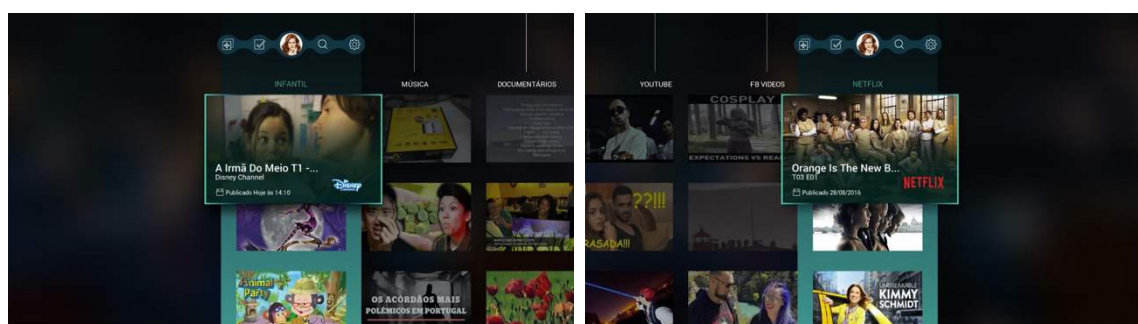 INFANTIL
MÚSICA
DOCUMENTÁRIOS
A Irmã Do Meio T1 -...
Disney Channel
Disney
Publicado Hoje às 14:10
Animal
Party
OS ACÓRDÃOS MAIS
POLÉMICOS EM PORTUGAL
YOUTUBE
FB VIDEOS
NETFLIX
COSPLAY
EXPECTATIONS VS REAL
Orange Is The New B...
T03 E01
NETFLIX
Publicado 28/08/2016
??!!!
RASADA!!!
UNBREAKABLE
KIMMY
SCHMIDT